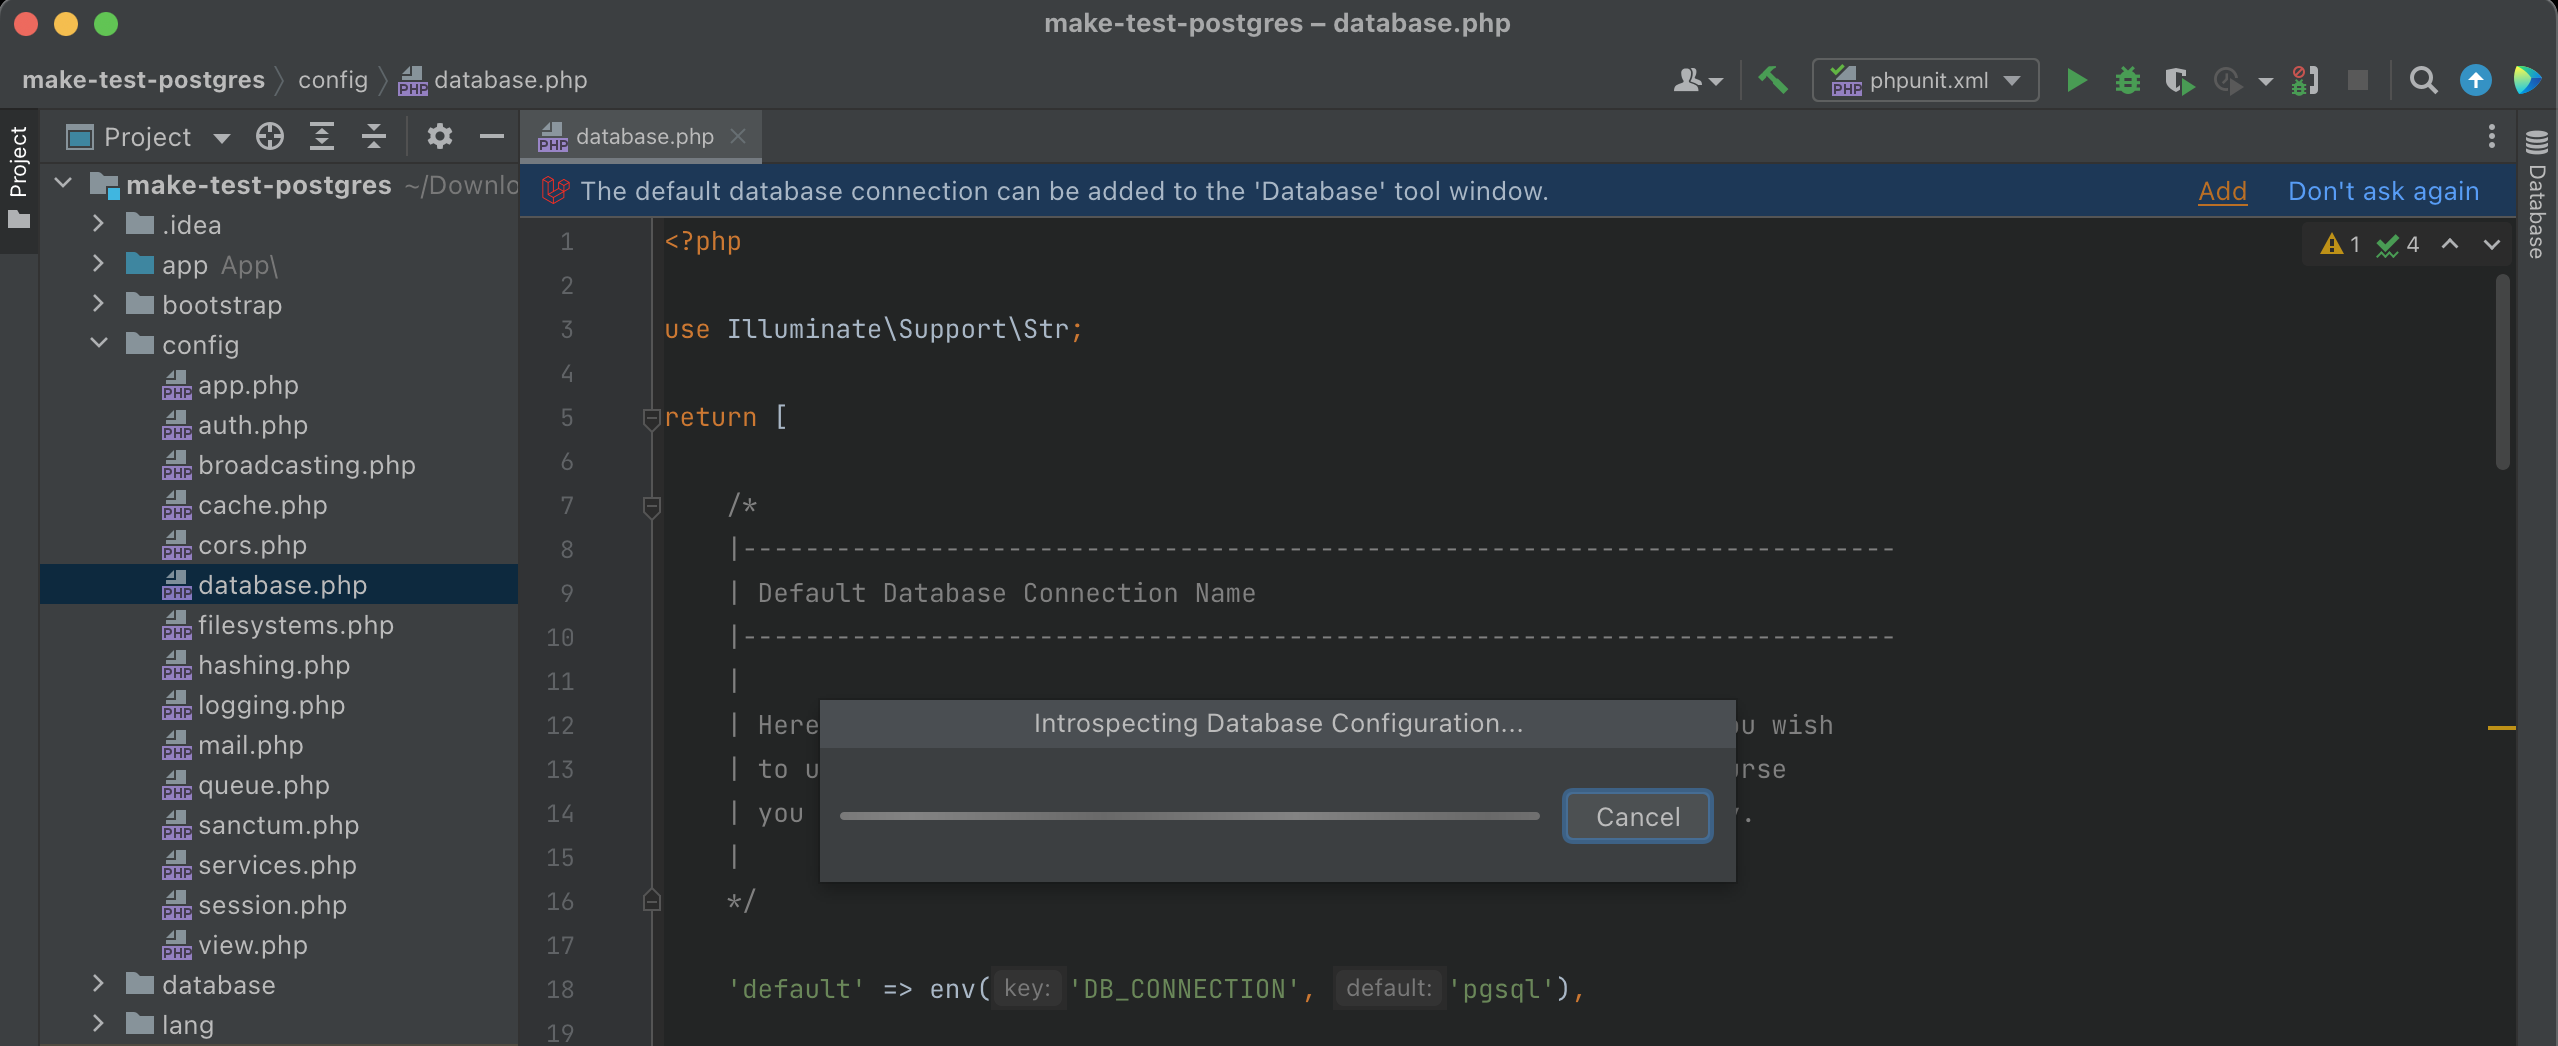 make-test-postgres – database.php
make-test-postgres
config
database.php
phpunit.xml
Project
Project
database.php
make-test-postgres ~/Downlo
.idea
app App\
bootstrap
config
app.php
auth.php
broadcasting.php
cache.php
cors.php
database.php
filesystems.php
hashing.php
logging.php
mail.php
queue.php
sanctum.php
services.php
session.php
view.php
database
lang
The default database connection can be added to the 'Database' tool window. Add Don't ask again
Database
1 4
1 <?php
2
3 use Illuminate\Support\Str;
4
5 return [
6
7 /*
8 |--------------------------------------------------------------------------
9 | Default Database Connection Name
10 |--------------------------------------------------------------------------
11 |
12 | Here ou wish
13 | to u urse
14 | you .
15 |
16 */
17
18 'default' => env( key: 'DB_CONNECTION', default: 'pgsql'),
19
Introspecting Database Configuration...
Cancel